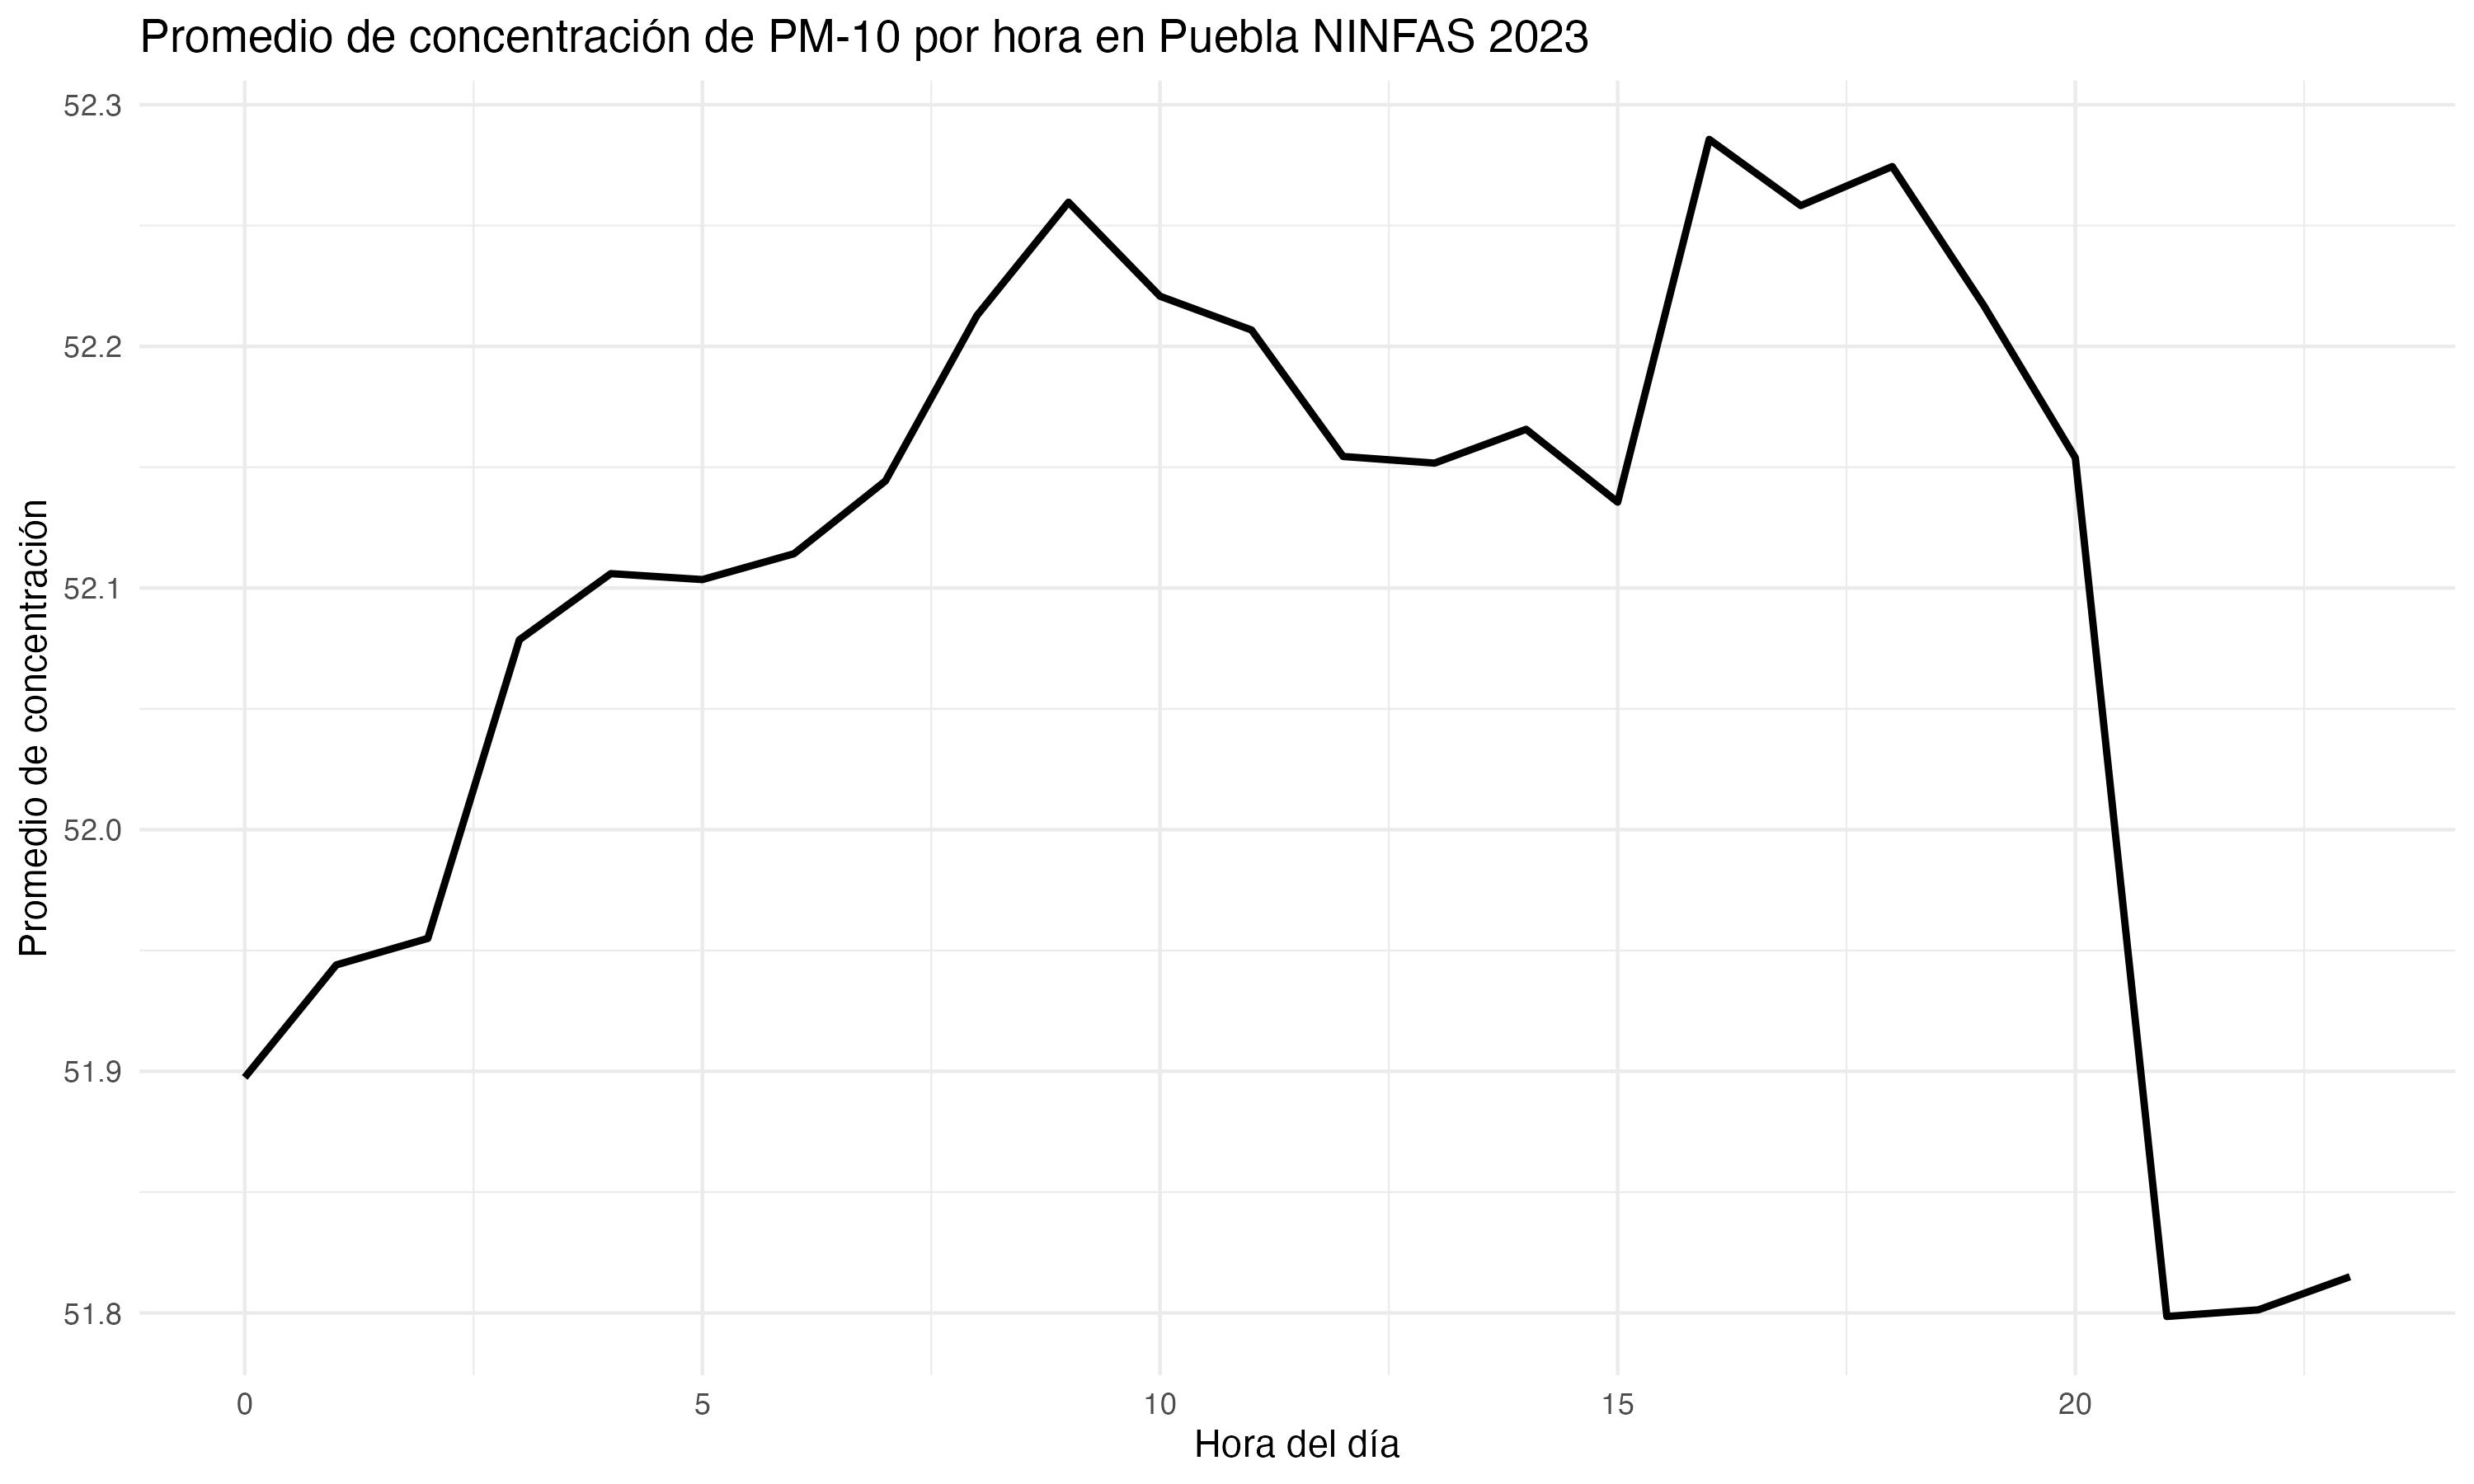 Promedio de concentración de PM-10 por hora en Puebla NINFAS 2023
52.3
52.2
52.1
52.0
51.9
51.8
Promedio de concentración
0 5 10 15 20
Hora del día